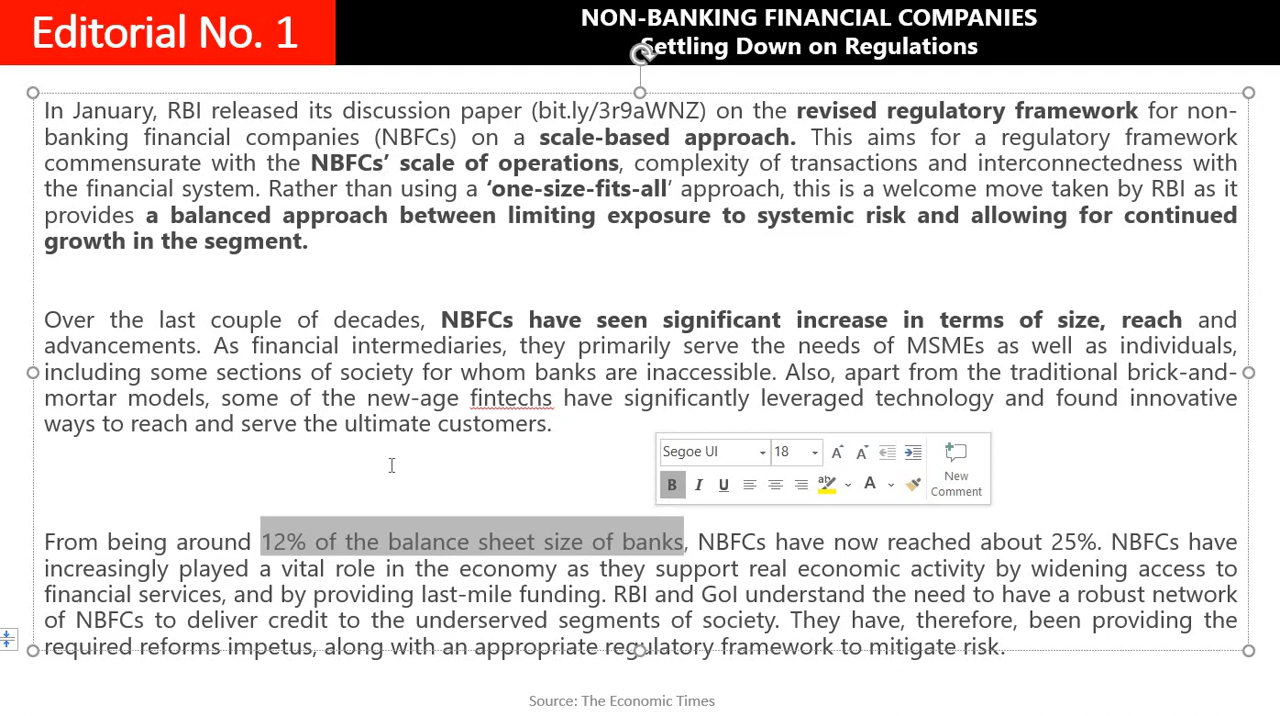 Editorial No. 1
NON-BANKING FINANCIAL COMPANIES
Settling Down on Regulations
In January, RBI released its discussion paper (bit.ly/3r9aWNZ) on the revised regulatory framework for non-
banking financial companies (NBFCs) on a scale-based approach. This aims for a regulatory framework
commensurate with the NBFCs’ scale of operations, complexity of transactions and interconnectedness with
the financial system. Rather than using a ‘one-size-fits-all’ approach, this is a welcome move taken by RBI as it
provides a balanced approach between limiting exposure to systemic risk and allowing for continued
growth in the segment.
Over the last couple of decades, NBFCs have seen significant increase in terms of size, reach and
advancements. As financial intermediaries, they primarily serve the needs of MSMEs as well as individuals,
including some sections of society for whom banks are inaccessible. Also, apart from the traditional brick-and-
mortar models, some of the new-age fintechs have significantly leveraged technology and found innovative
ways to reach and serve the ultimate customers.
Segoe UI 18
New
Comment
B I U A
From being around 12% of the balance sheet size of banks, NBFCs have now reached about 25%. NBFCs have
increasingly played a vital role in the economy as they support real economic activity by widening access to
financial services, and by providing last-mile funding. RBI and GoI understand the need to have a robust network
of NBFCs to deliver credit to the underserved segments of society. They have, therefore, been providing the
required reforms impetus, along with an appropriate regulatory framework to mitigate risk.
Source: The Economic Times